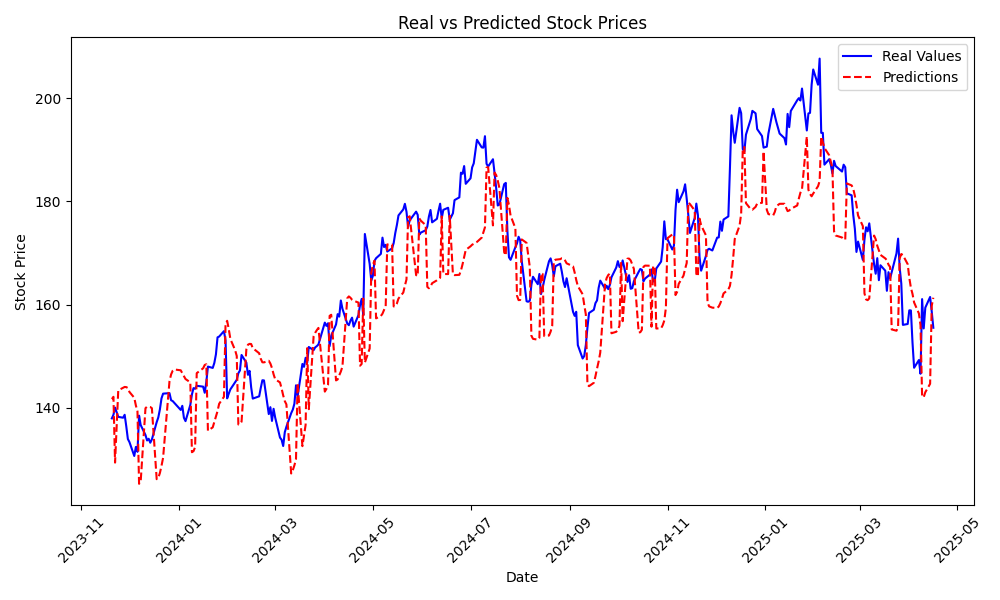 Real vs Predicted Stock Prices
Real Values
Predictions
Stock Price
200
180
160
140
2023-11
2024-01
2024-03
2024-05
2024-07
2024-09
2024-11
2025-01
2025-03
2025-05
Date